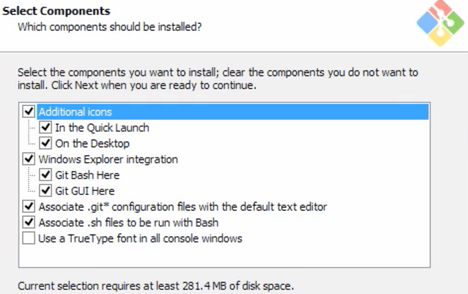 Select Components
Which components should be installed?
Select the components you want to install; clear the components you do not want to
install. Click Next when you are ready to continue.
Additional icons
In the Quick Launch
On the Desktop
Windows Explorer integration
Git Bash Here
Git GUI Here
Associate .git* configuration files with the default text editor
Associate .sh files to be run with Bash
Use a TrueType font in all console windows
Current selection requires at least 281.4 MB of disk space.